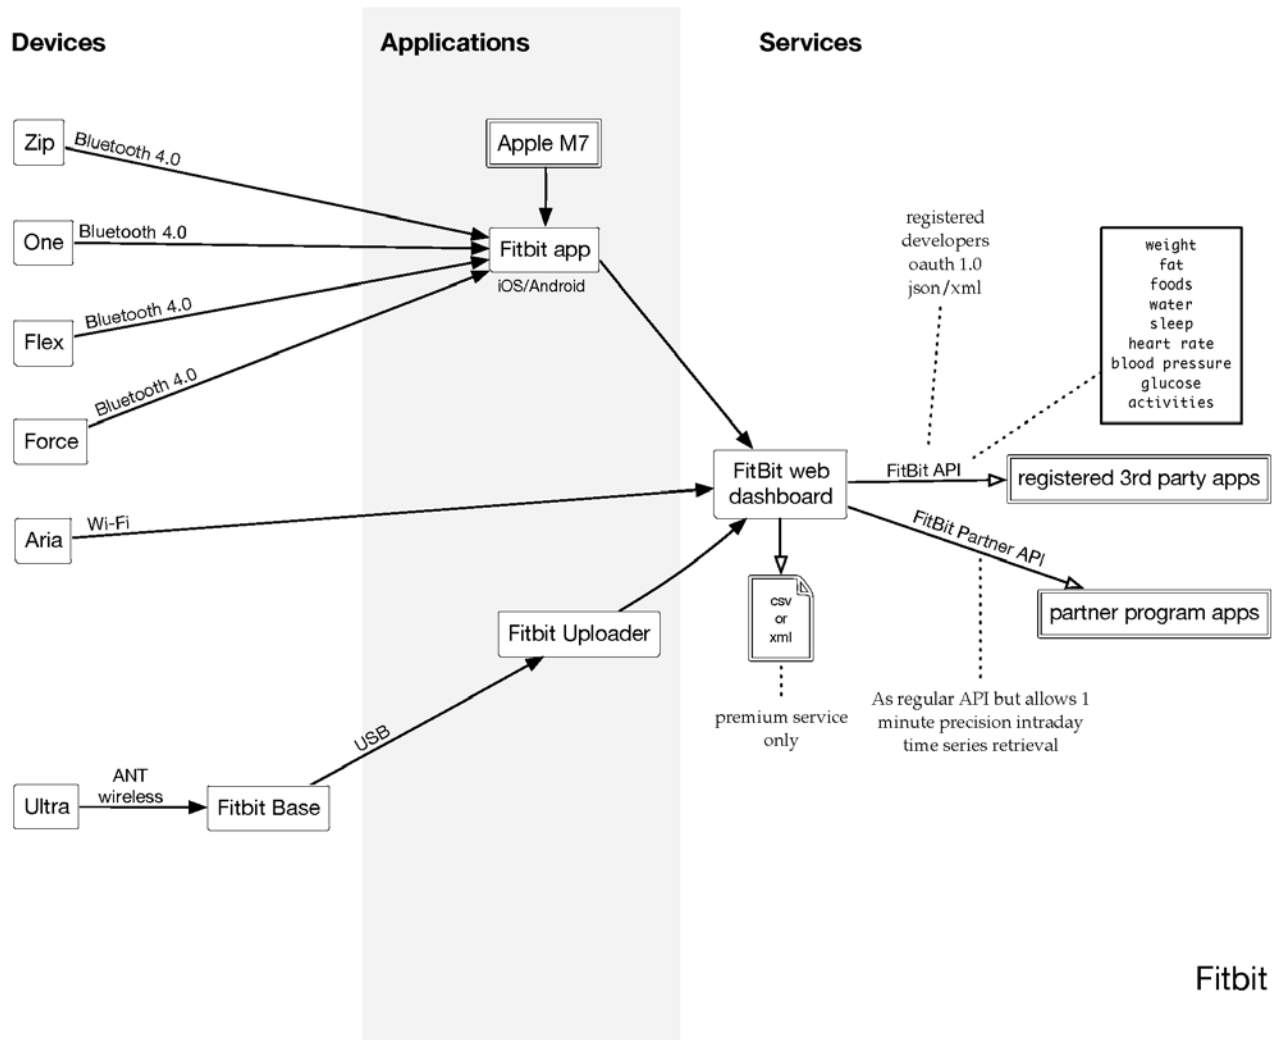 Devices
Applications
Services
Zip
Bluetooth 4.0
Apple M7
One
Bluetooth 4.0
Fitbit app
iOS/Android
Flex
Bluetooth 4.0
Force
Bluetooth 4.0
registered
developers
oauth 1.0
json/xml
weight
fat
foods
water
sleep
heart rate
blood pressure
glucose
activities
Aria
Wi-Fi
FitBit web
dashboard
FitBit API
registered 3rd party apps
FitBit Partner API
partner program apps
csv
or
xml
premium service
only
As regular API but allows 1
minute precision intraday
time series retrieval
Fitbit Uploader
USB
Ultra
ANT
wireless
Fitbit Base
Fitbit